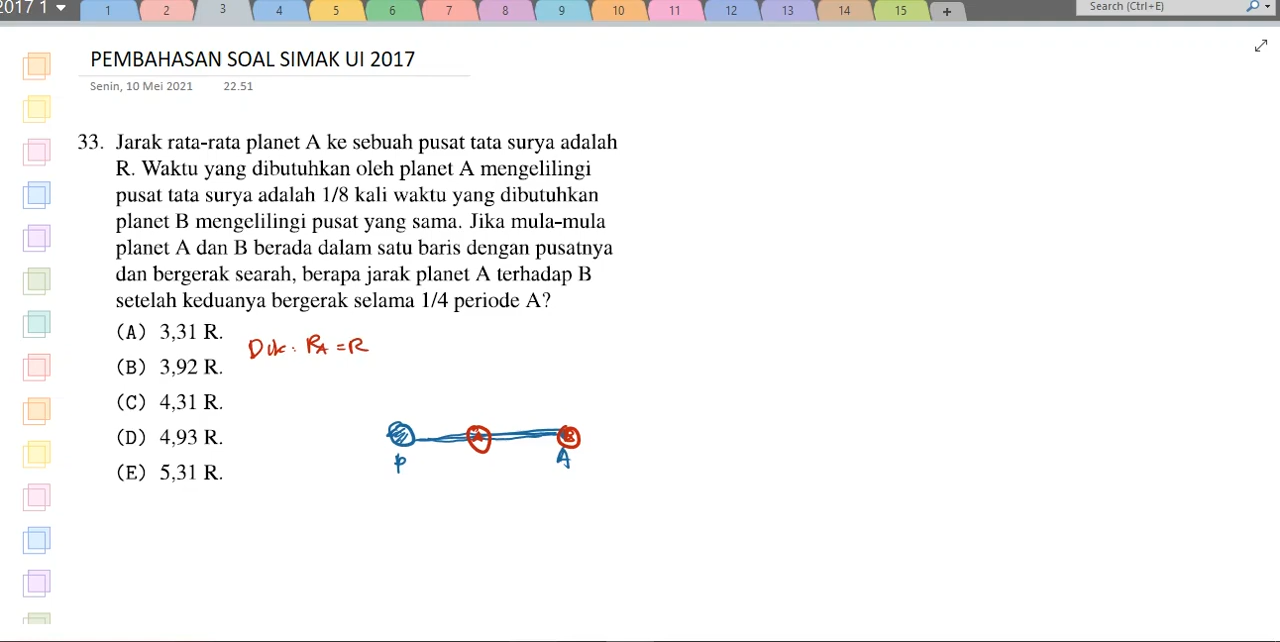 2017 1
1 2 3 4 5 6 7 8 9 10 11 12 13 14 15 +
Search (Ctrl+E)
PEMBAHASAN SOAL SIMAK UI 2017
Senin, 10 Mei 2021 22.51
33. Jarak rata-rata planet A ke sebuah pusat tata surya adalah
R. Waktu yang dibutuhkan oleh planet A mengelilingi
pusat tata surya adalah 1/8 kali waktu yang dibutuhkan
planet B mengelilingi pusat yang sama. Jika mula-mula
planet A dan B berada dalam satu baris dengan pusatnya
dan bergerak searah, berapa jarak planet A terhadap B
setelah keduanya bergerak selama 1/4 periode A?
(A) 3,31 R.
Dik: RA = R
(B) 3,92 R.
(C) 4,31 R.
(D) 4,93 R.
A B
P A
(E) 5,31 R.